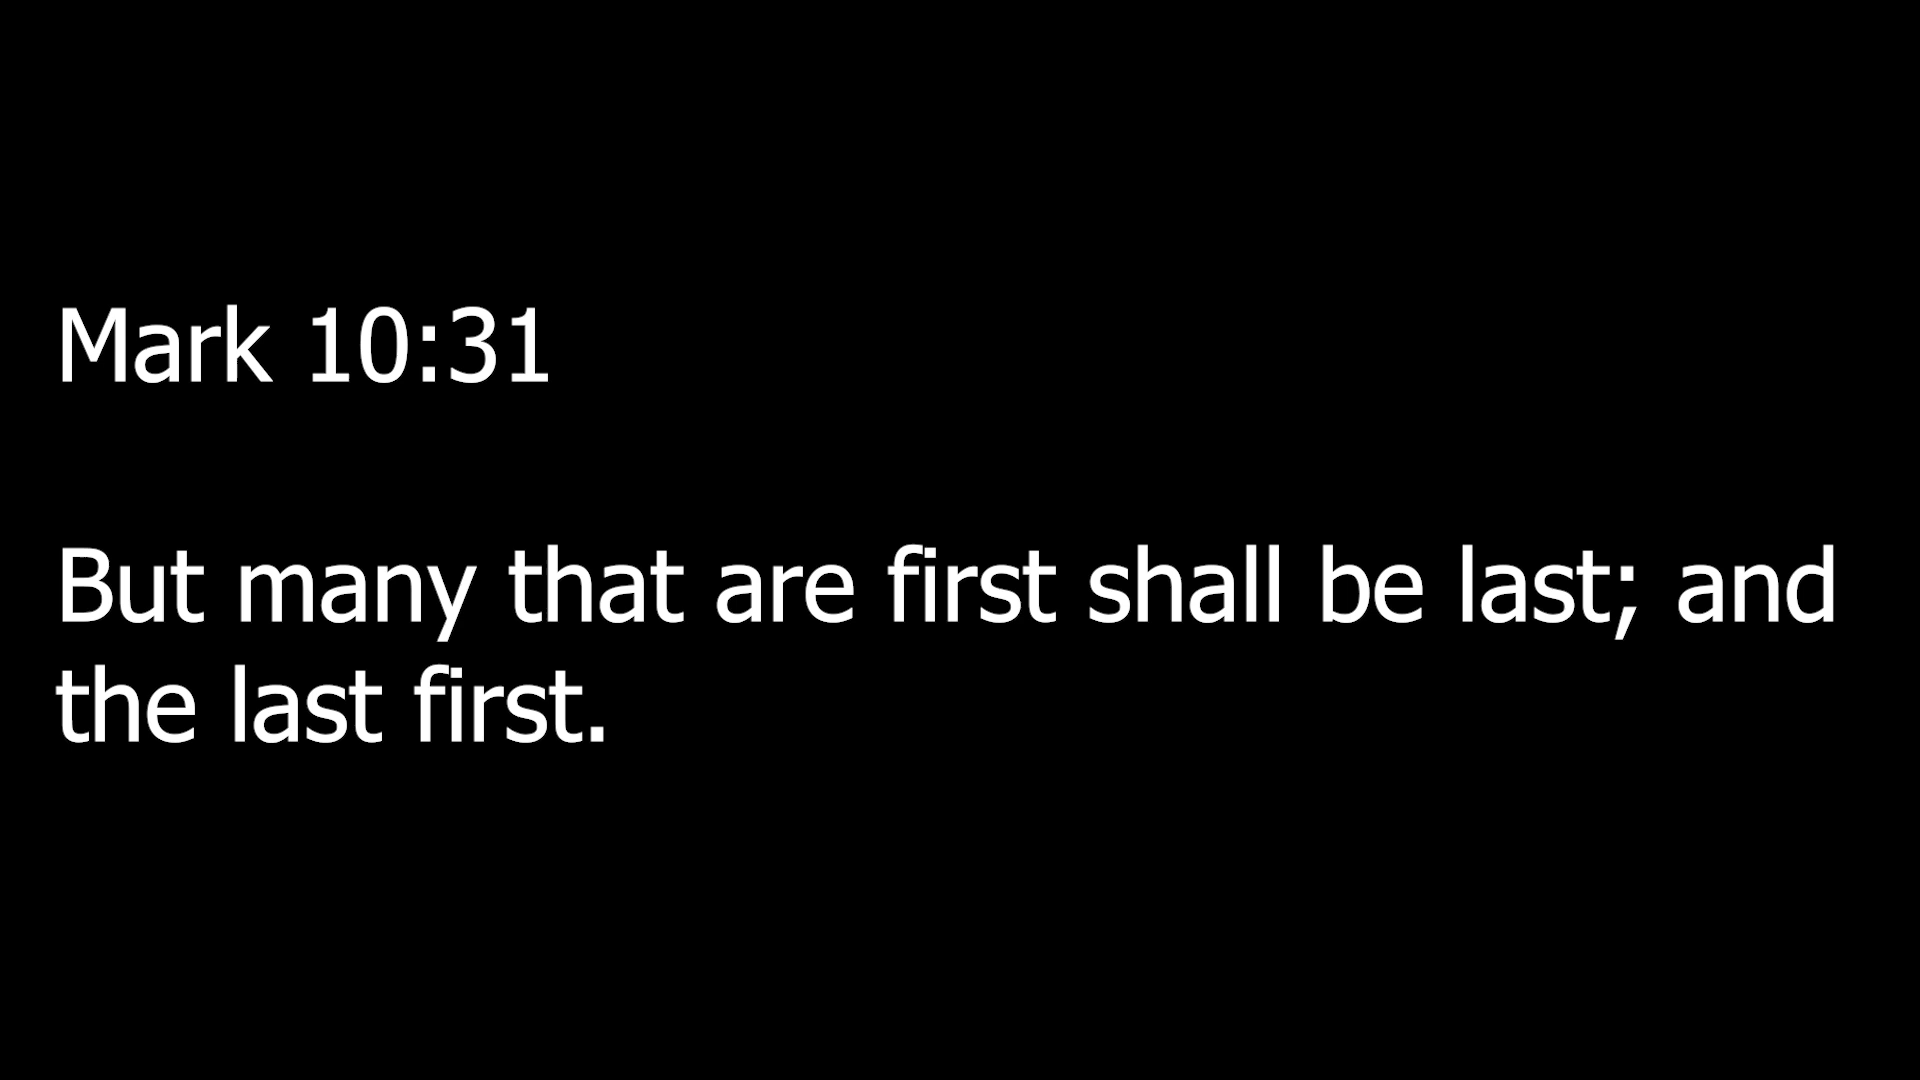 Mark 10:31
But many that are first shall be last; and
the last first.